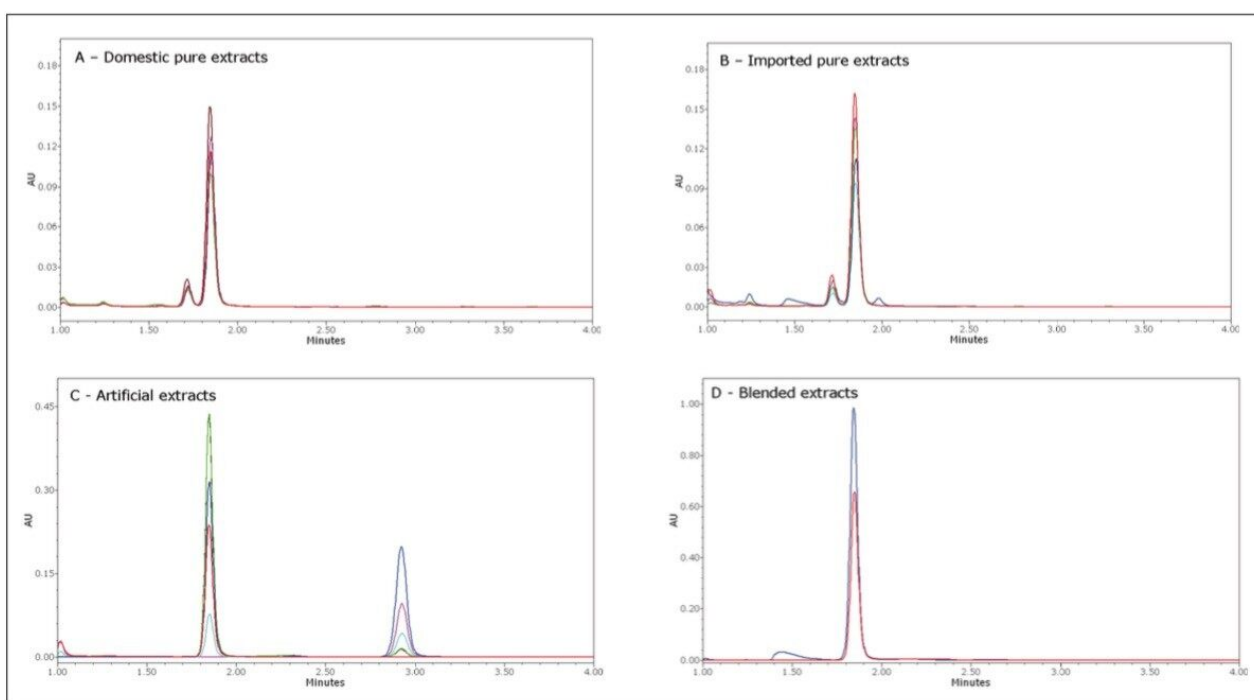 A – Domestic pure extracts
0.18
0.15
0.12
AU
0.09
0.06
0.03
0.00
1.00 1.50 2.00 2.50 3.00 3.50 4.00
Minutes
B – Imported pure extracts
0.18
0.15
0.12
AU
0.09
0.06
0.03
0.00
1.00 1.50 2.00 2.50 3.00 3.50 4.00
Minutes
C - Artificial extracts
0.45
0.30
AU
0.15
0.00
1.00 1.50 2.00 2.50 3.00 3.50 4.00
Minutes
D - Blended extracts
1.00
0.80
0.60
AU
0.40
0.20
0.00
1.00 1.50 2.00 2.50 3.00 3.50 4.00
Minutes